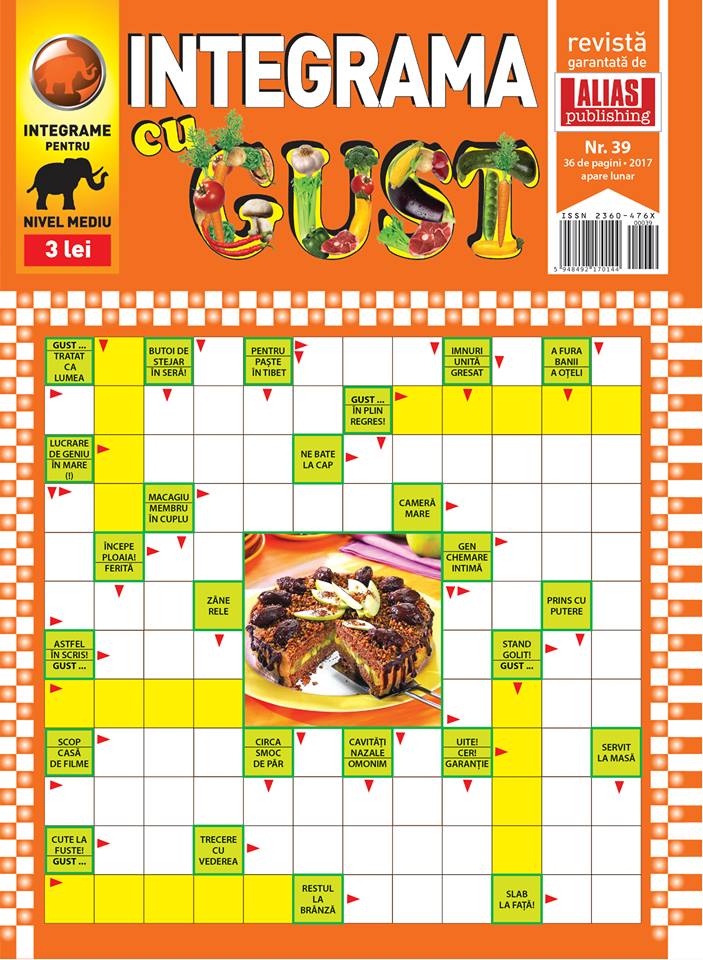 INTEGRAMA
cu
GUST
INTEGRAME
PENTRU
NIVEL MEDIU
3 lei
revistă
garantată de
ALIAS
publishing
Nr. 39
36 de pagini • 2017
apare lunar
ISSN 2360-476X
00039
5 948492 170144
GUST ...
TRATAT
CA
LUMEA
BUTOI DE
STEJAR
ÎN SERĂ!
PENTRU
PAȘTE
ÎN TIBET
IMNURI
UNITĂ
GRESAT
A FURA
BANII
A OȚELI
GUST ...
ÎN PLIN
REGRES!
LUCRARE
DE GENIU
ÎN MARE
(!)
NE BATE
LA CAP
MACAGIU
MEMBRU
ÎN CUPLU
CAMERĂ
MARE
ÎNCEPE
PLOAIA!
FERITĂ
GEN
CHEMARE
INTIMĂ
ZÂNE
RELE
PRINS CU
PUTERE
ASTFEL
ÎN SCRIS!
GUST ...
STAND
GOLIT!
GUST ...
SCOP
CASĂ
DE FILME
CIRCA
SMOC
DE PĂR
CAVITĂȚI
NAZALE
OMONIM
UITE!
CER!
GARANȚIE
SERVIT
LA MASĂ
CUTE LA
FUSTE!
GUST ...
TRECERE
CU
VEDEREA
RESTUL
LA
BRÂNZĂ
SLAB
LA FAȚĂ!